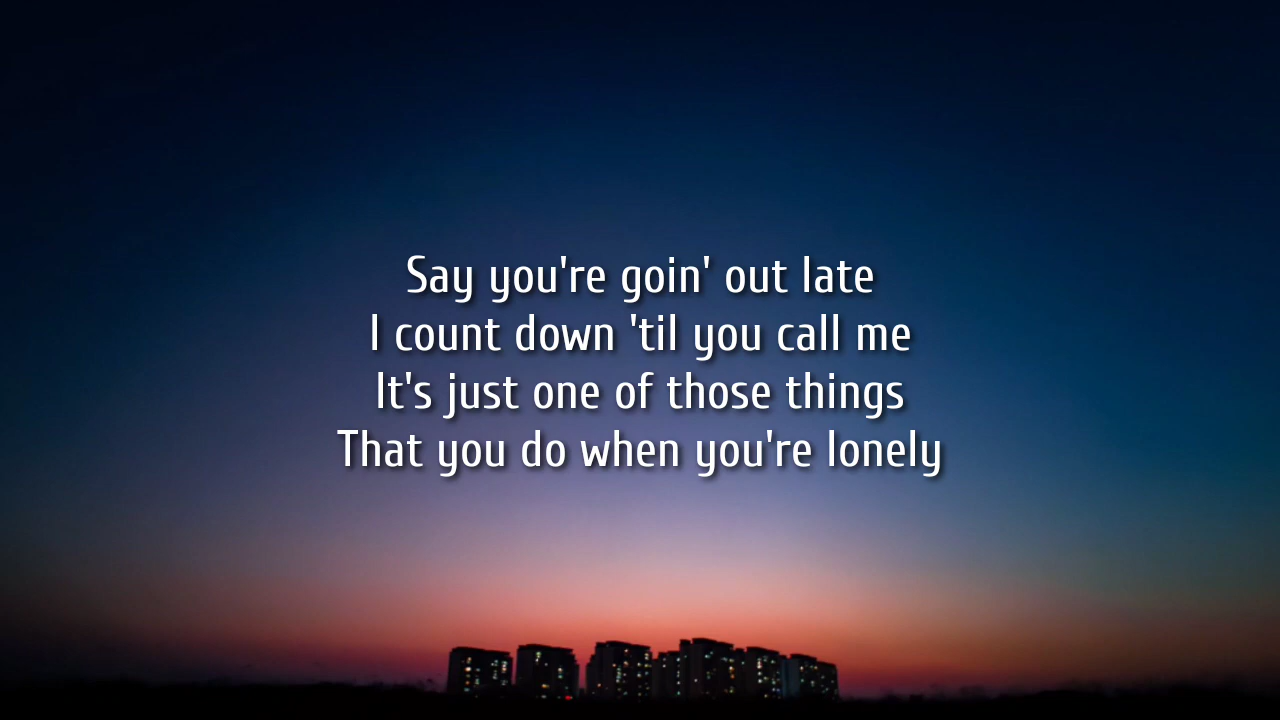 Say you're goin' out late
I count down 'til you call me
It's just one of those things
That you do when you're lonely